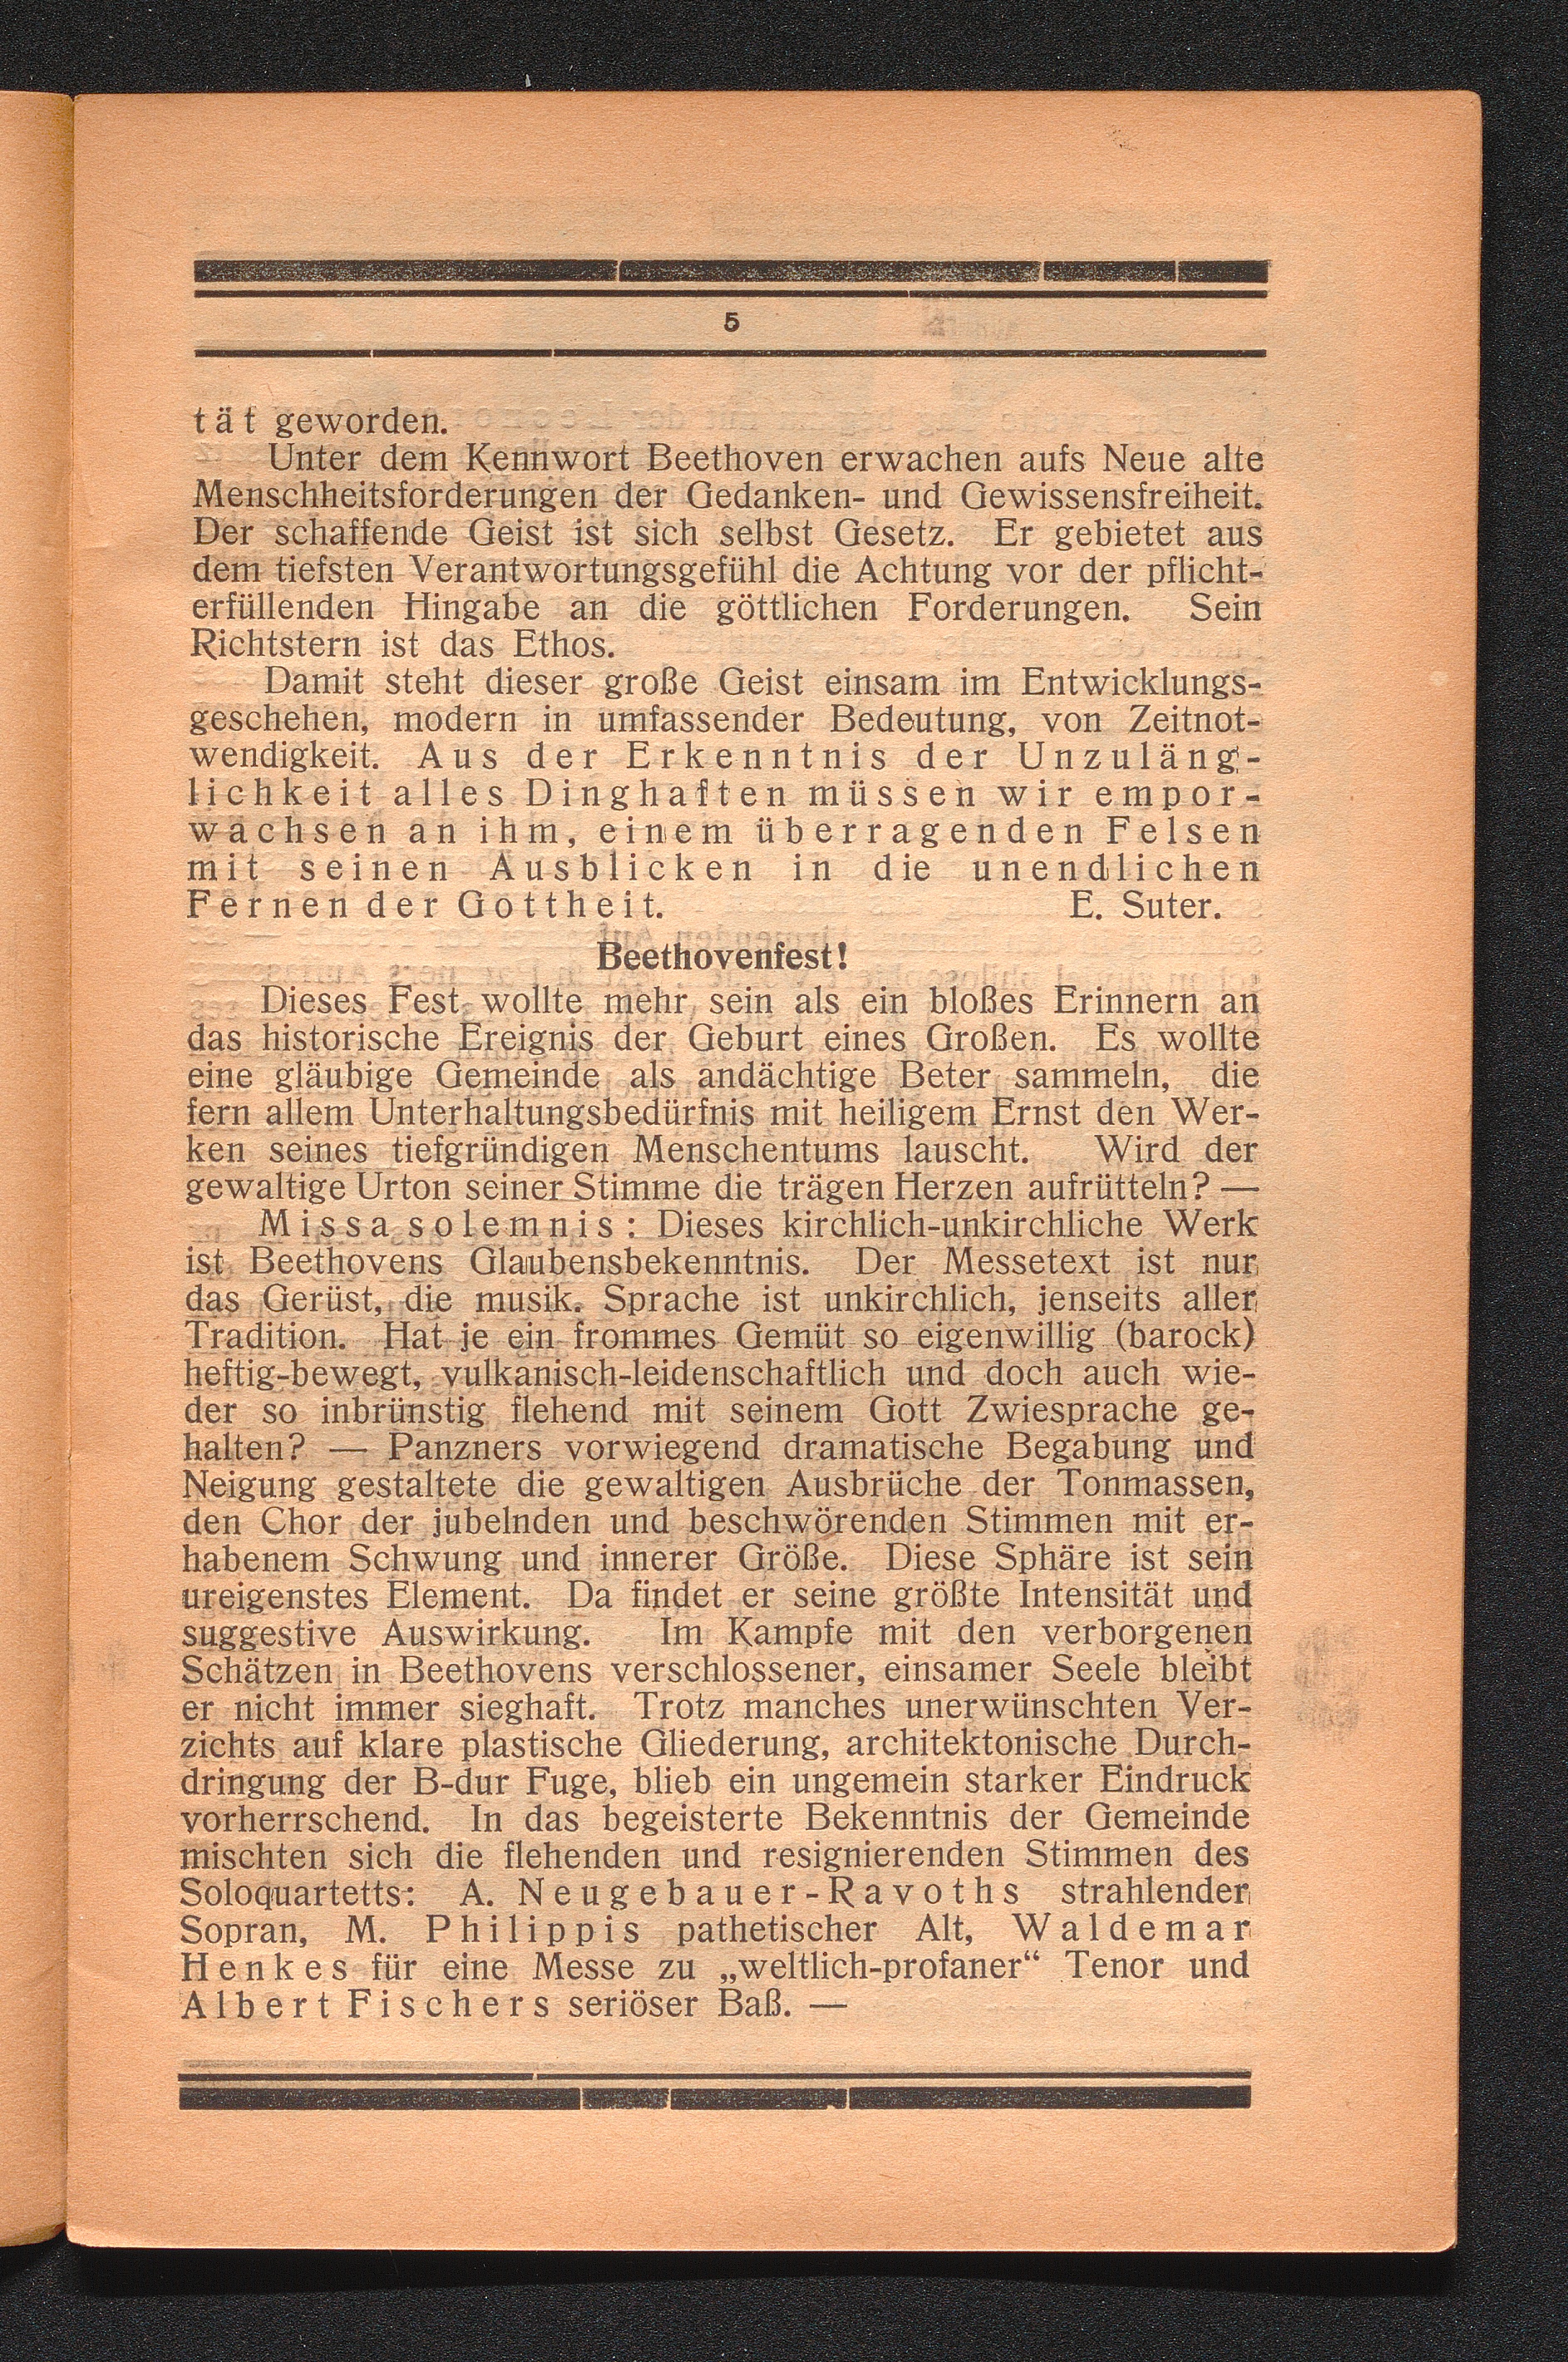 5
tät geworden.
Unter dem Kennwort Beethoven erwachen aufs Neue alte
Menschheitsforderungen der Gedanken- und Gewissensfreiheit.
Der schaffende Geist ist sich selbst Gesetz. Er gebietet aus
dem tiefsten Verantwortungsgefühl die Achtung vor der pflicht-
erfüllenden Hingabe an die göttlichen Forderungen. Sein
Richtstern ist das Ethos.
Damit steht dieser große Geist einsam im Entwicklungs-
geschehen, modern in umfassender Bedeutung, von Zeitnot-
wendigkeit. Aus der Erkenntnis der Unzuläng-
lichkeit alles Dinghaften müssen wir empor-
wachsen an ihm, einem überragenden Felsen
mit seinen Ausblicken in die unendlichen
Fernen der Gottheit. E. Suter.
Beethovenfest!
Dieses Fest wollte mehr sein als ein bloßes Erinnern an
das historische Ereignis der Geburt eines Großen. Es wollte
eine gläubige Gemeinde als andächtige Beter sammeln, die
fern allem Unterhaltungsbedürfnis mit heiligem Ernst den Wer-
ken seines tiefgründigen Menschentums lauscht. Wird der
gewaltige Urton seiner Stimme die trägen Herzen aufrütteln? —
Missa solemnis: Dieses kirchlich-unkirchliche Werk
ist Beethovens Glaubensbekenntnis. Der Messetext ist nur
das Gerüst, die musik. Sprache ist unkirchlich, jenseits aller
Tradition. Hat je ein frommes Gemüt so eigenwillig (barock)
heftig-bewegt, vulkanisch-leidenschaftlich und doch auch wie-
der so inbrünstig flehend mit seinem Gott Zwiesprache ge-
halten? — Panzners vorwiegend dramatische Begabung und
Neigung gestaltete die gewaltigen Ausbrüche der Tonmassen,
den Chor der jubelnden und beschwörenden Stimmen mit er-
habenem Schwung und innerer Größe. Diese Sphäre ist sein
ureigenstes Element. Da findet er seine größte Intensität und
suggestive Auswirkung. Im Kampfe mit den verborgenen
Schätzen in Beethovens verschlossener, einsamer Seele bleibt
er nicht immer sieghaft. Trotz manches unerwünschten Ver-
zichts auf klare plastische Gliederung, architektonische Durch-
dringung der B-dur Fuge, blieb ein ungemein starker Eindruck
vorherrschend. In das begeisterte Bekenntnis der Gemeinde
mischten sich die flehenden und resignierenden Stimmen des
Soloquartetts: A. Neugebauer-Ravoths strahlender
Sopran, M. Philippis pathetischer Alt, Waldemar
Henkes für eine Messe zu „weltlich-profaner“ Tenor und
Albert Fischers seriöser Baß. —